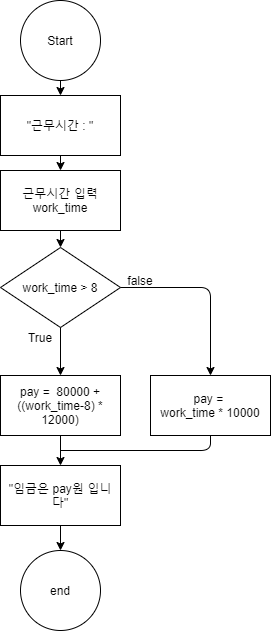 Start
"근무시간 : "
근무시간 입력
work_time
work_time > 8
false
True
pay =  80000 +
((work_time-8) *
12000)
pay =
work_time * 10000
"임금은 pay원 입니
다"
end